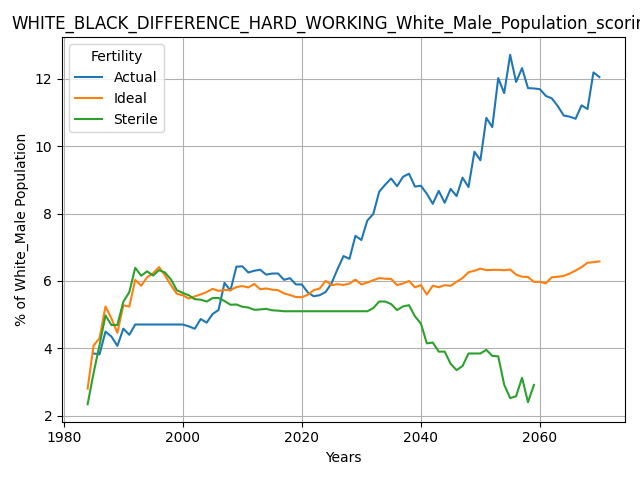 WHITE_BLACK_DIFFERENCE_HARD_WORKING_White_Male_Population_scorin
Fertility
Actual
Ideal
Sterile
% of White_Male Population
12
10
8
6
4
2
1980 2000 2020 2040 2060
Years